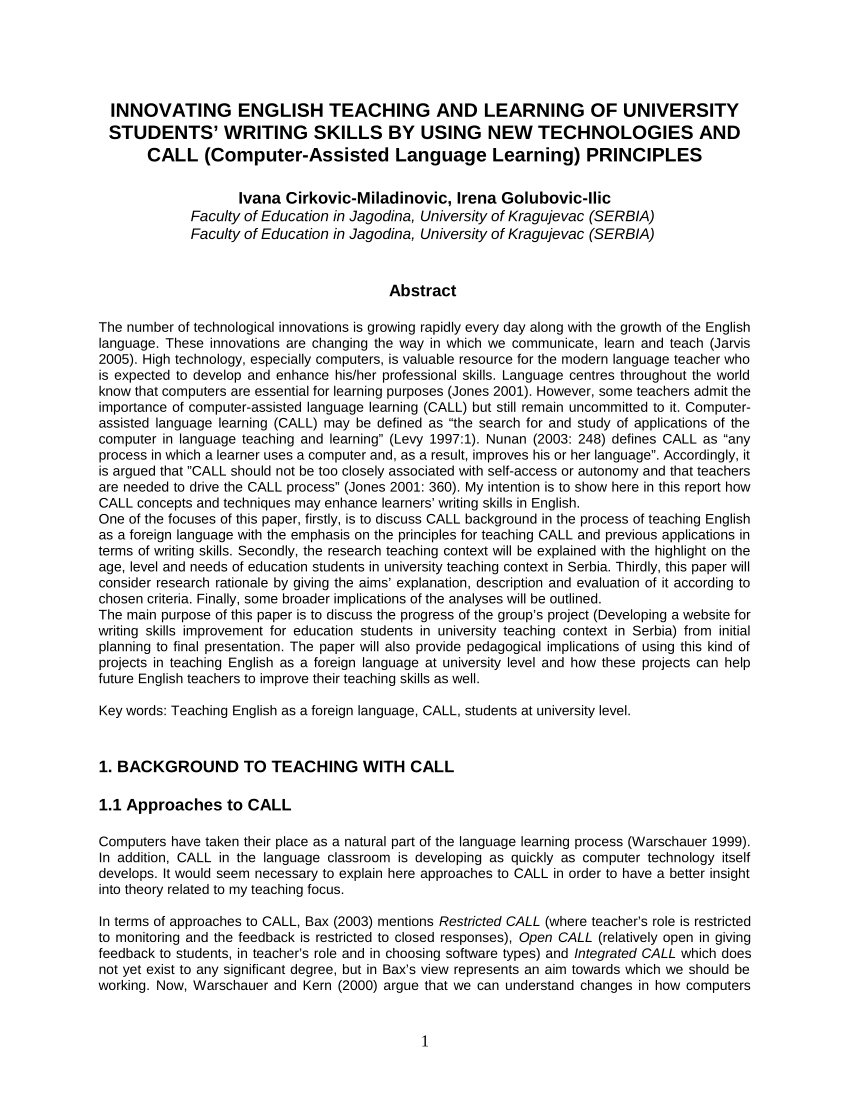 INNOVATING ENGLISH TEACHING AND LEARNING OF UNIVERSITY
STUDENTS’ WRITING SKILLS BY USING NEW TECHNOLOGIES AND
CALL (Computer-Assisted Language Learning) PRINCIPLES
Ivana Cirkovic-Miladinovic, Irena Golubovic-Ilic
Faculty of Education in Jagodina, University of Kragujevac (SERBIA)
Faculty of Education in Jagodina, University of Kragujevac (SERBIA)
Abstract
The number of technological innovations is growing rapidly every day along with the growth of the English
language. These innovations are changing the way in which we communicate, learn and teach (Jarvis
2005). High technology, especially computers, is valuable resource for the modern language teacher who
is expected to develop and enhance his/her professional skills. Language centres throughout the world
know that computers are essential for learning purposes (Jones 2001). However, some teachers admit the
importance of computer-assisted language learning (CALL) but still remain uncommitted to it. Computer-
assisted language learning (CALL) may be defined as “the search for and study of applications of the
computer in language teaching and learning” (Levy 1997:1). Nunan (2003: 248) defines CALL as “any
process in which a learner uses a computer and, as a result, improves his or her language”. Accordingly, it
is argued that ”CALL should not be too closely associated with self-access or autonomy and that teachers
are needed to drive the CALL process” (Jones 2001: 360). My intention is to show here in this report how
CALL concepts and techniques may enhance learners’ writing skills in English.
One of the focuses of this paper, firstly, is to discuss CALL background in the process of teaching English
as a foreign language with the emphasis on the principles for teaching CALL and previous applications in
terms of writing skills. Secondly, the research teaching context will be explained with the highlight on the
age, level and needs of education students in university teaching context in Serbia. Thirdly, this paper will
consider research rationale by giving the aims’ explanation, description and evaluation of it according to
chosen criteria. Finally, some broader implications of the analyses will be outlined.
The main purpose of this paper is to discuss the progress of the group’s project (Developing a website for
writing skills improvement for education students in university teaching context in Serbia) from initial
planning to final presentation. The paper will also provide pedagogical implications of using this kind of
projects in teaching English as a foreign language at university level and how these projects can help
future English teachers to improve their teaching skills as well.
Key words: Teaching English as a foreign language, CALL, students at university level.
1. BACKGROUND TO TEACHING WITH CALL
1.1 Approaches to CALL
Computers have taken their place as a natural part of the language learning process (Warschauer 1999).
In addition, CALL in the language classroom is developing as quickly as computer technology itself
develops. It would seem necessary to explain here approaches to CALL in order to have a better insight
into theory related to my teaching focus.
In terms of approaches to CALL, Bax (2003) mentions Restricted CALL (where teacher’s role is restricted
to monitoring and the feedback is restricted to closed responses), Open CALL (relatively open in giving
feedback to students, in teacher’s role and in choosing software types) and Integrated CALL which does
not yet exist to any significant degree, but in Bax’s view represents an aim towards which we should be
working. Now, Warschauer and Kern (2000) argue that we can understand changes in how computers
1